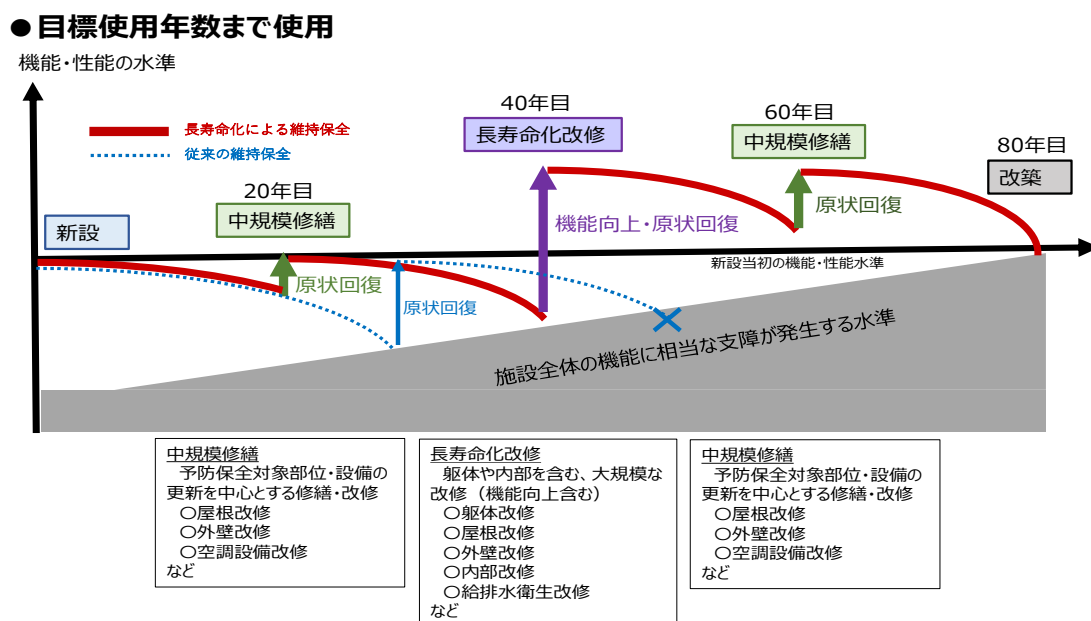 ●目標使用年数まで使用
機能・性能の水準
長寿命化による維持保全
従来の維持保全
新設
20年目
中規模修繕
原状回復
原状回復
40年目
長寿命化改修
機能向上・原状回復
60年目
中規模修繕
原状回復
80年目
改築
新設当初の機能・性能水準
施設全体の機能に相当な支障が発生する水準
中規模修繕
予防保全対象部位・設備の
更新を中心とする修繕・改修
〇屋根改修
〇外壁改修
〇空調設備改修
など
長寿命化改修
躯体や内部を含む、大規模な
改修（機能向上含む）
〇躯体改修
〇屋根改修
〇外壁改修
〇内部改修
〇給排水衛生改修
など
中規模修繕
予防保全対象部位・設備の
更新を中心とする修繕・改修
〇屋根改修
〇外壁改修
〇空調設備改修
など